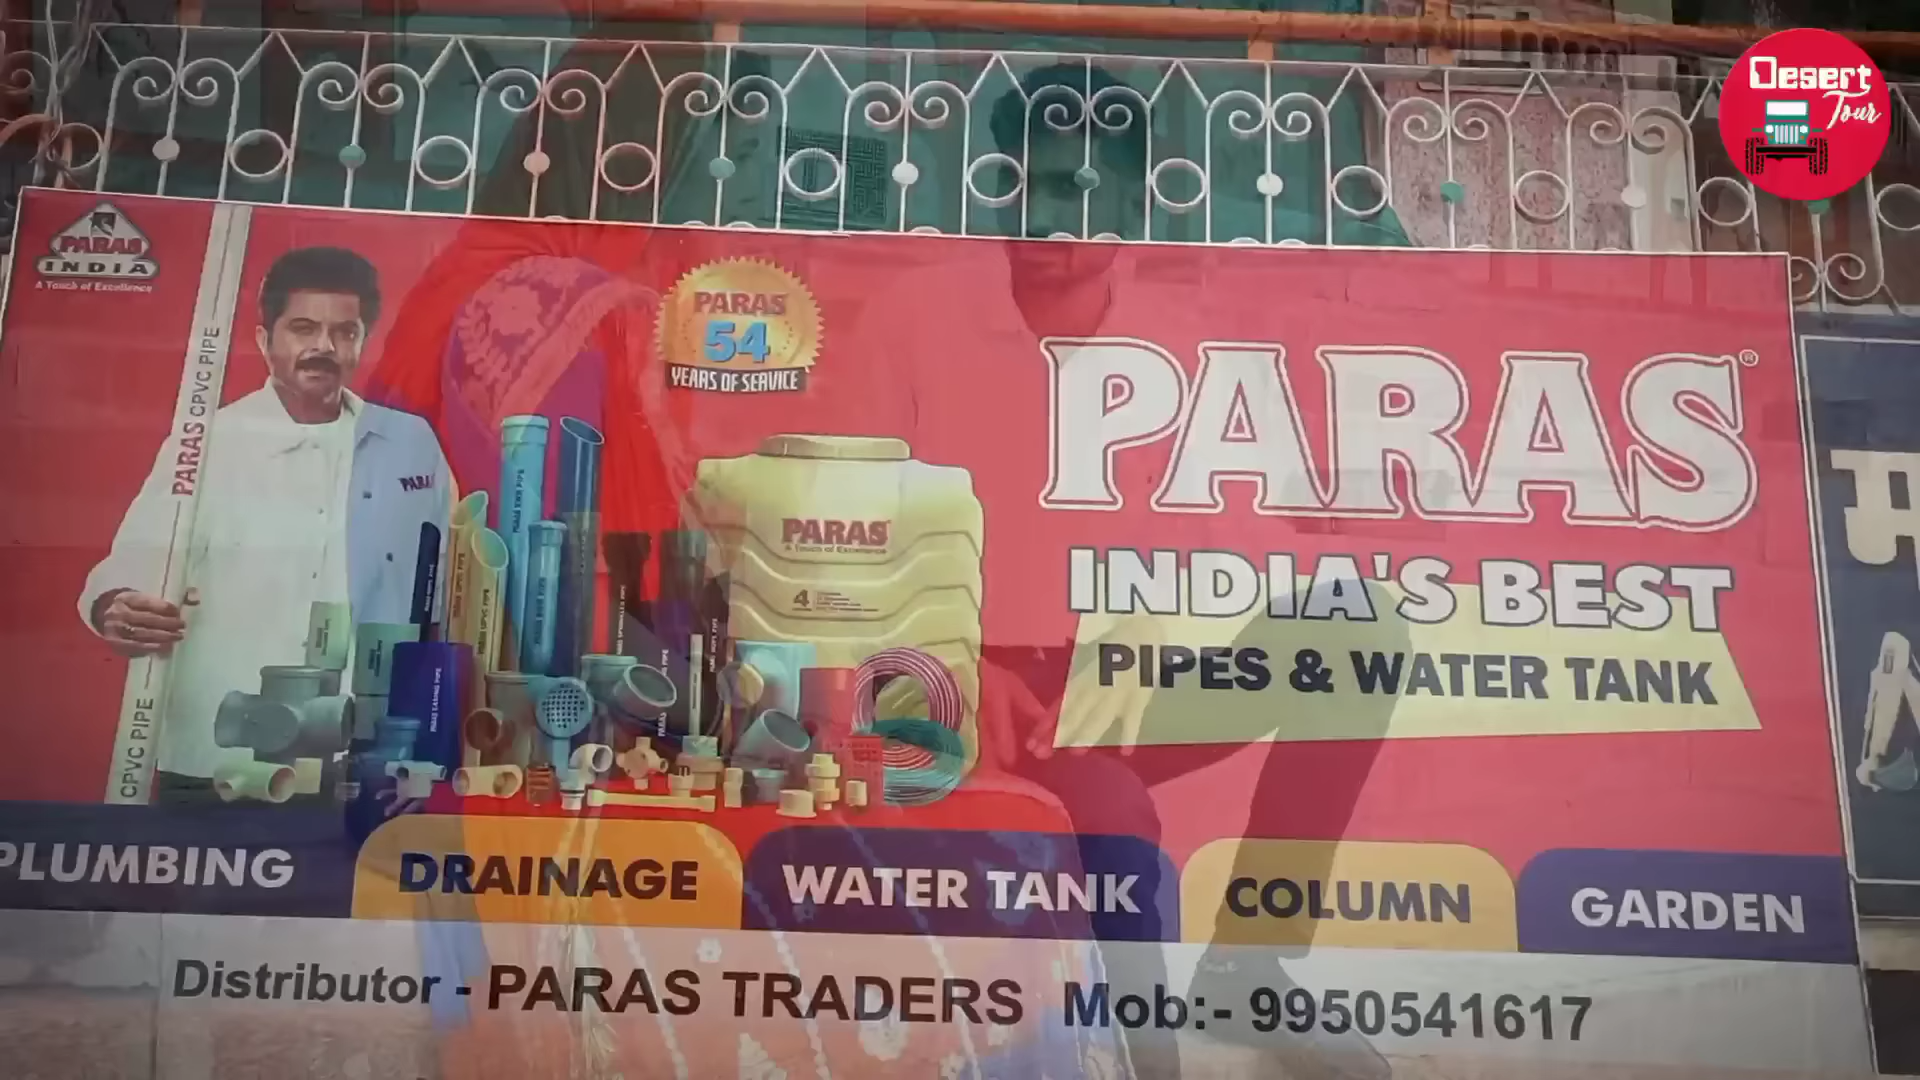 Desert
Tour
PARAS
INDIA
A Touch of Excellence
PARAS CPVC PIPE
CPVC PIPE
PARAS
54
YEARS OF SERVICE
PARAS®
INDIA'S BEST
PIPES & WATER TANK
PARAS
A Touch of Excellence
4
PLUMBING
DRAINAGE
WATER TANK
COLUMN
GARDEN
Distributor - PARAS TRADERS Mob:- 9950541617